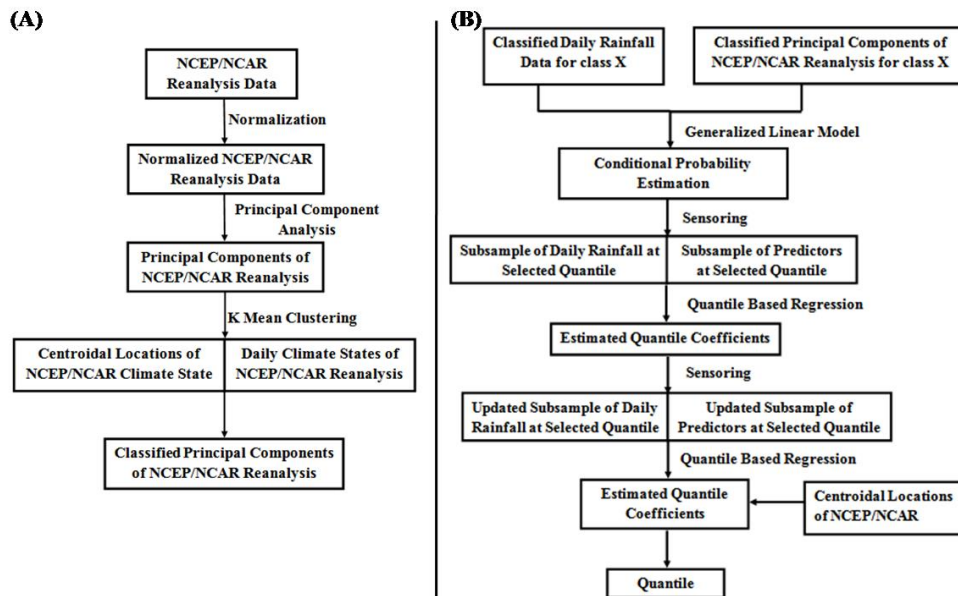 (A)
NCEP/NCAR
Reanalysis Data
Normalization
Normalized NCEP/NCAR
Reanalysis Data
Principal Component
Analysis
Principal Components of
NCEP/NCAR Reanalysis
K Mean Clustering
Centroidal Locations of
NCEP/NCAR Climate State
Daily Climate States of
NCEP/NCAR Reanalysis
Classified Principal Components
of NCEP/NCAR Reanalysis
(B)
Classified Daily Rainfall
Data for class X
Classified Principal Components of
NCEP/NCAR Reanalysis for class X
Generalized Linear Model
Conditional Probability
Estimation
Sensoring
Subsample of Daily Rainfall at
Selected Quantile
Subsample of Predictors
at Selected Quantile
Quantile Based Regression
Estimated Quantile Coefficients
Sensoring
Updated Subsample of Daily
Rainfall at Selected Quantile
Updated Subsample of
Predictors at Selected Quantile
Quantile Based Regression
Estimated Quantile
Coefficients
Centroidal Locations
of NCEP/NCAR
Quantile